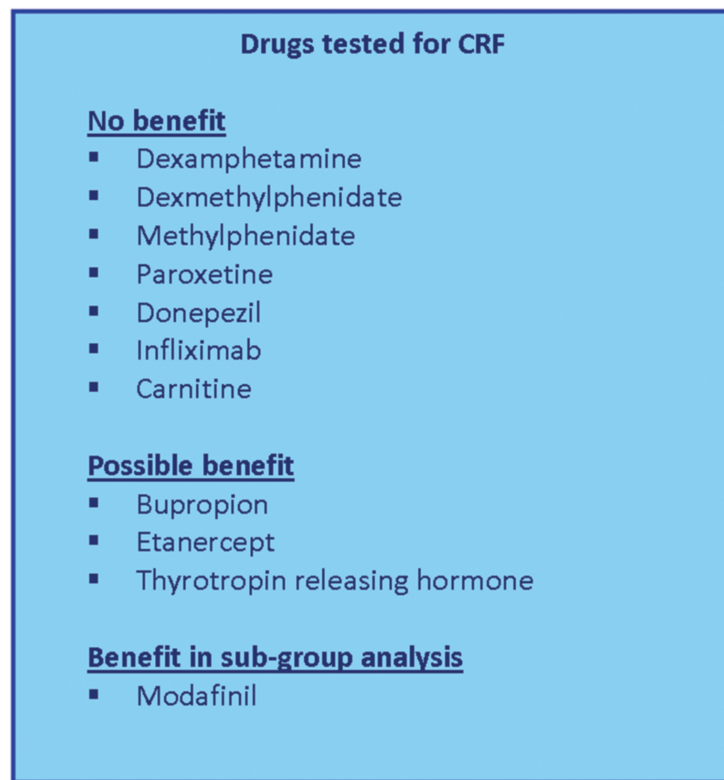 Drugs tested for CRF
No benefit
▪ Dexamphetamine
▪ Dexmethylphenidate
▪ Methylphenidate
▪ Paroxetine
▪ Donepezil
▪ Infliximab
▪ Carnitine
Possible benefit
▪ Bupropion
▪ Etanercept
▪ Thyrotropin releasing hormone
Benefit in sub-group analysis
▪ Modafinil